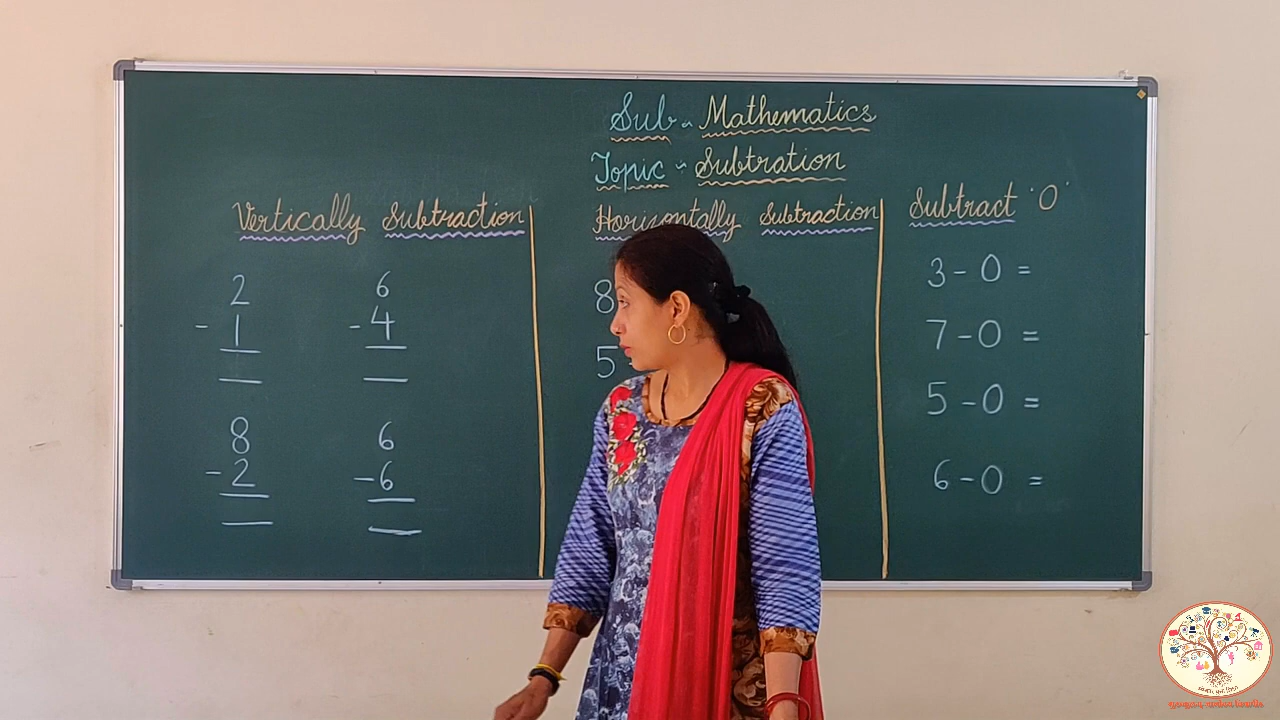 Sub - Mathematics
Topic - Subtration
Vertically Subtraction
2 6
- 1 - 4
8 6
- 2 - 6
Horizontally Subtraction
8
5
Subtract '0'
3 - 0 =
7 - 0 =
5 - 0 =
6 - 0 =